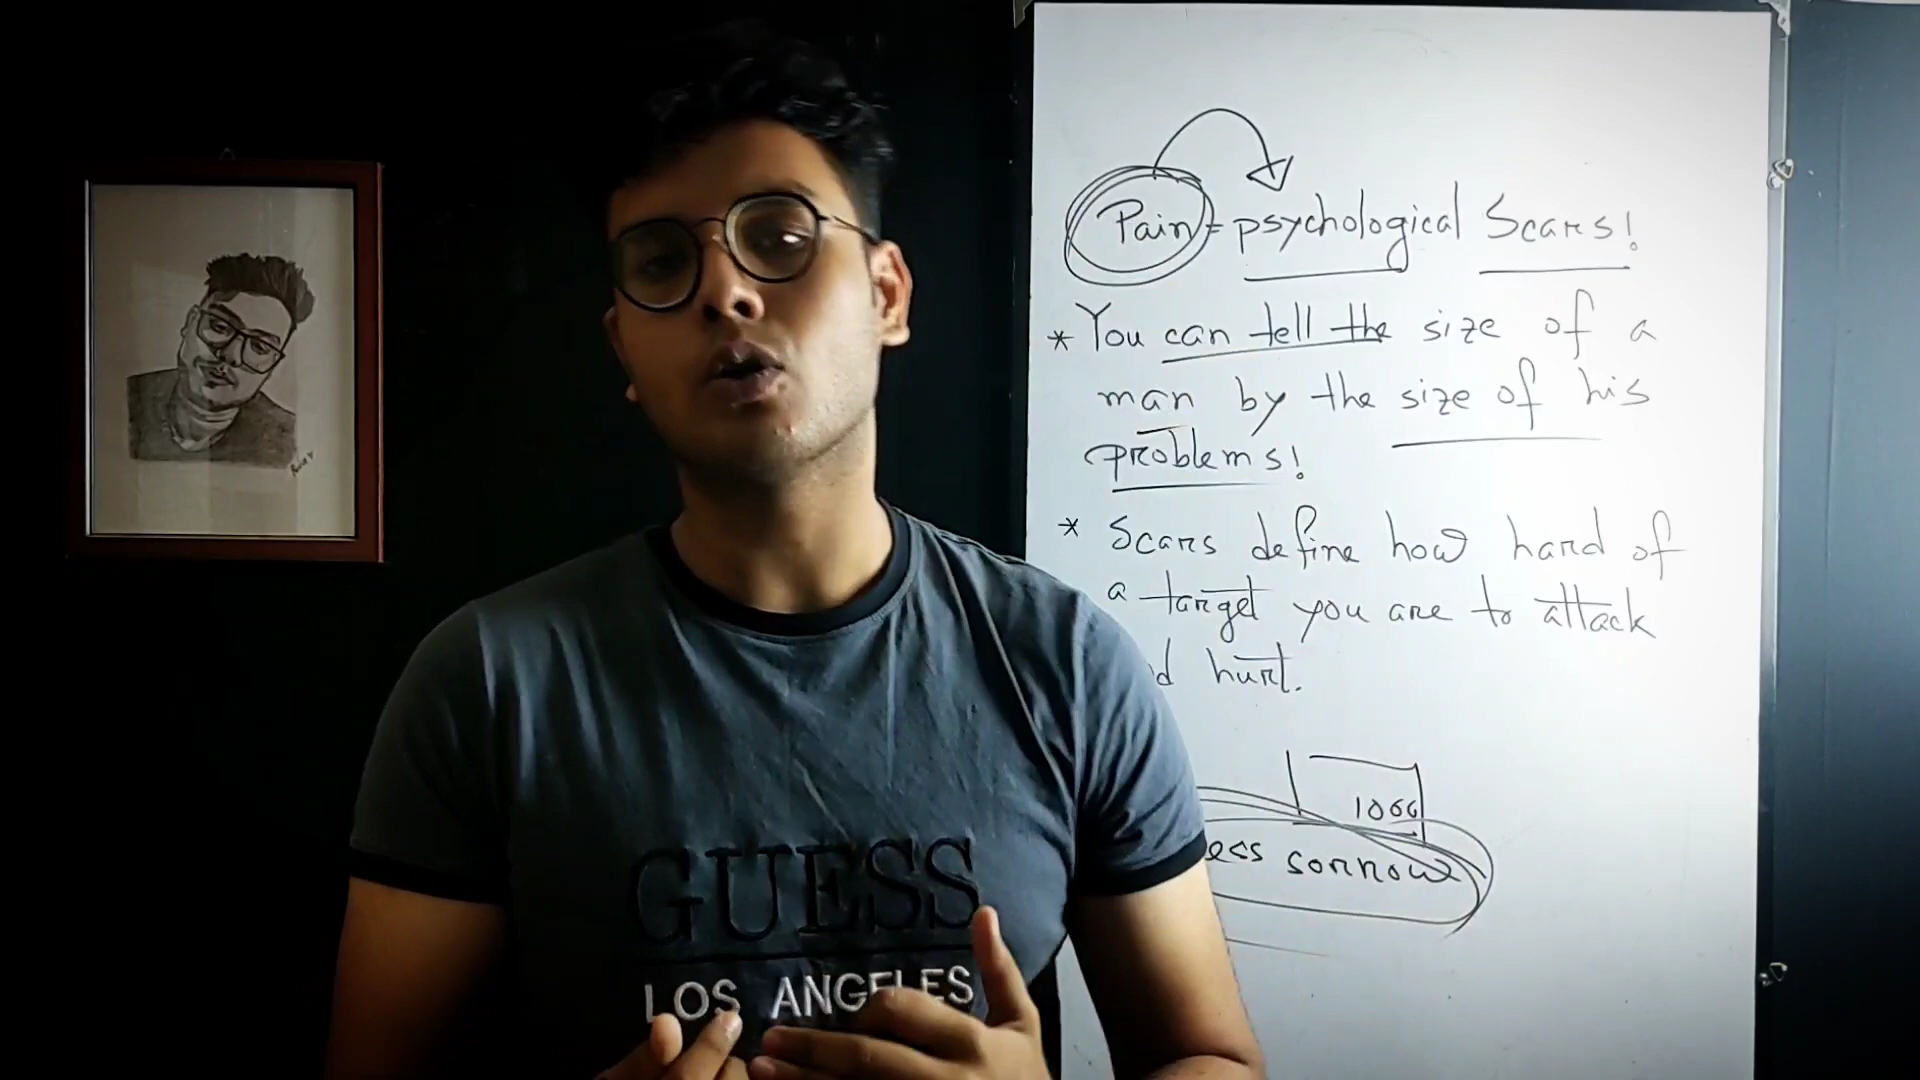 Pain = psychological Scars!
* You can tell the size of a
man by the size of his
problems!
* Scars define how hard of
a target you are to attack
hurt.
sorrow
GUESS
LOS ANGELES